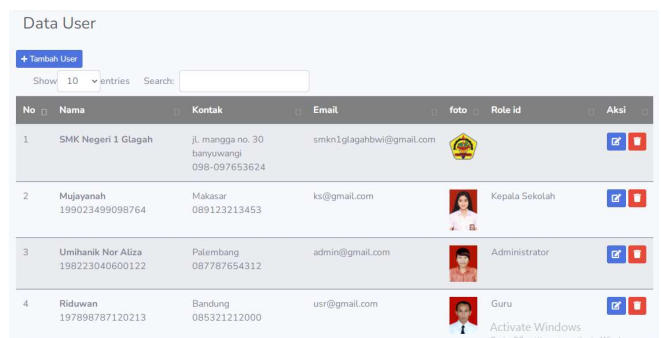 Data User
+ Tambah User
Show 10 entries Search:
No Nama Kontak Email foto Role id Aksi
1 SMK Negeri 1 Glagah jl. mangga no. 30 smkn1glagahbwi@gmail.com
banyuwangi
098-097653624
2 Mujayanah Makasar ks@gmail.com Kepala Sekolah
199023499098764 089123213453
3 Umihanik Nor Aliza Palembang admin@gmail.com Administrator
198223040600122 087787654312
4 Riduwan Bandung usr@gmail.com Guru
197898787120213 085321212000
Activate Windows